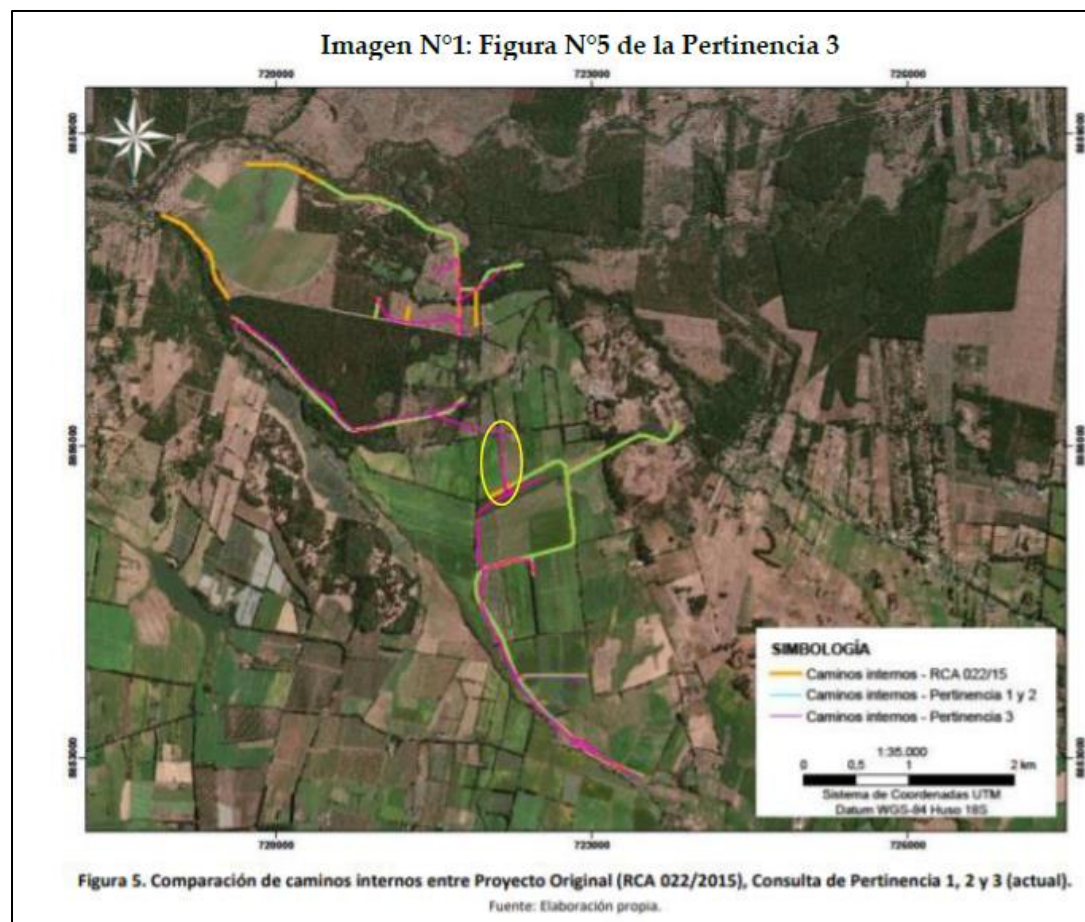 Imagen N°1: Figura N°5 de la Pertinencia 3
720000 723000 726000
SIMBOLOGÍA
Caminos internos - RCA 022/15
Caminos internos - Pertinencia 1 y 2
Caminos internos - Pertinencia 3
1:35.000
0 0,5 1 2 km
Sistema de Coordenadas UTM
Datum WGS-84 Huso 18S
720000 723000 726000
Figura 5. Comparación de caminos internos entre Proyecto Original (RCA 022/2015), Consulta de Pertinencia 1, 2 y 3 (actual).
Fuente: Elaboración propia.